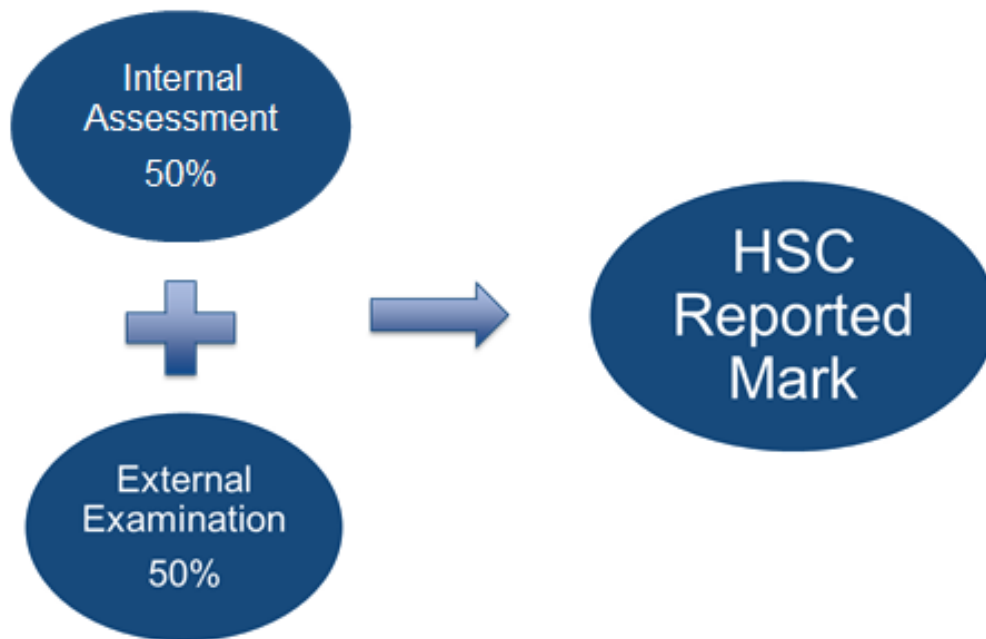 Internal
Assessment
50%
External
Examination
50%
HSC
Reported
Mark